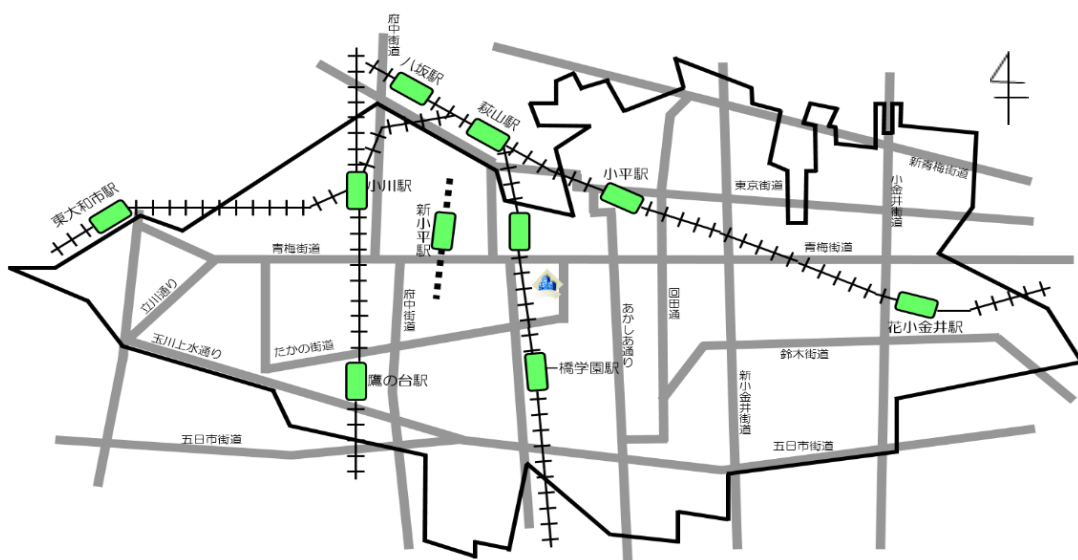 府中街道
八坂駅
萩山駅
新青梅街道
小平駅
東京街道
小金井街道
小川駅
東大和市駅
新小平駅
青梅街道
青梅街道
立川通り
府中街道
回田通
あかしあ通り
花小金井駅
玉川上水通り
たかの街道
鈴木街道
一橋学園駅
鷹の台駅
新小金井街道
五日市街道
五日市街道